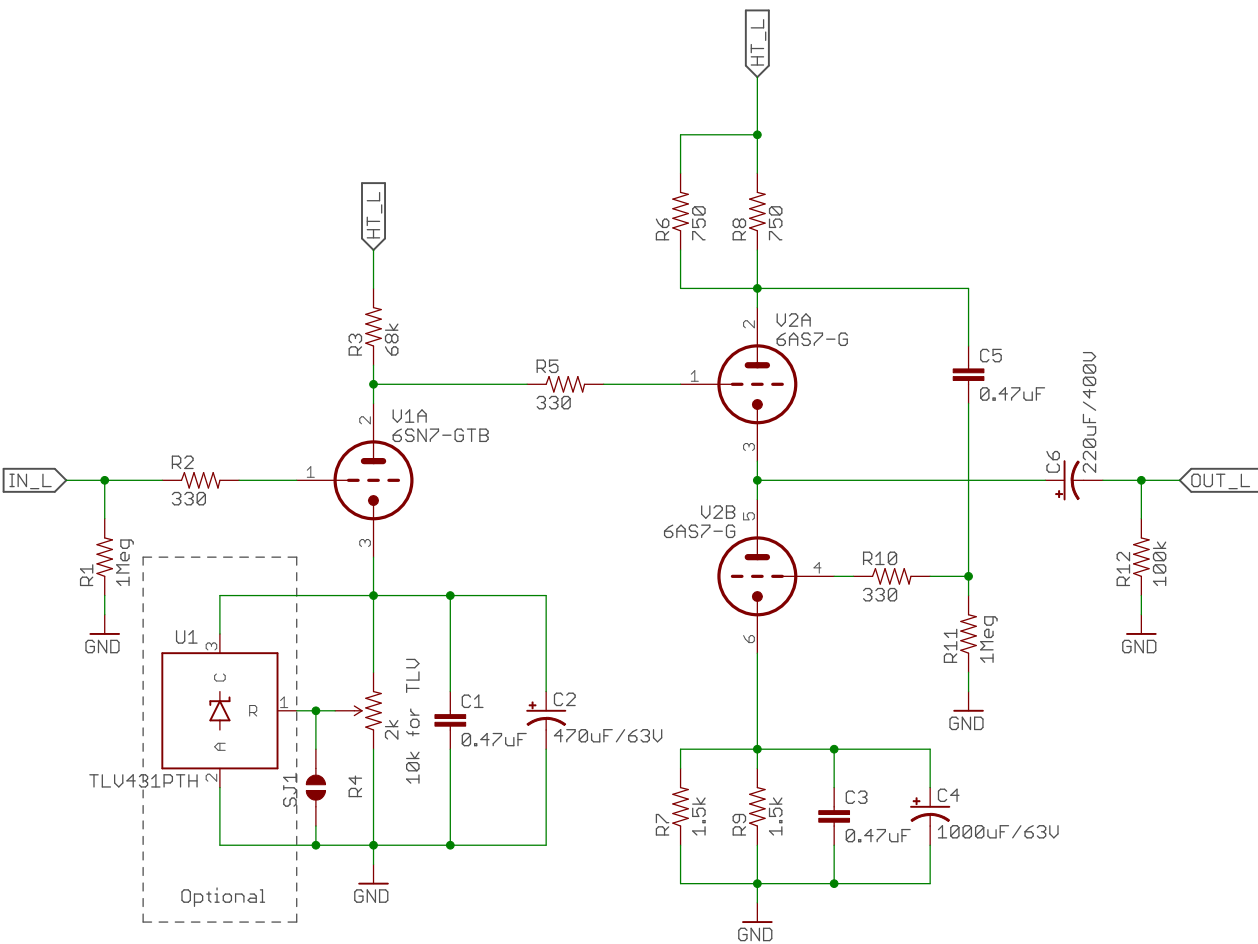 HT_L
HT_L
R6
750
R8
750
R3
68k
2
V2A
6AS7-G
R5
330
1
3
C5
0.47uF
C6
220uF/400V
2
V1A
6SN7-GTB
IN_L
R2
330
1
3
OUT_L
V2B
6AS7-G
5
4
6
R10
330
R1
1Meg
GND
R11
1Meg
GND
R12
100k
GND
U1
3
C
A
R
1
2
TLV431PTH
SJ1
R4
2k
10k for TLV
C1
0.47uF
C2
470uF/63V
Optional
GND
R7
1.5k
R9
1.5k
C3
0.47uF
C4
1000uF/63V
GND